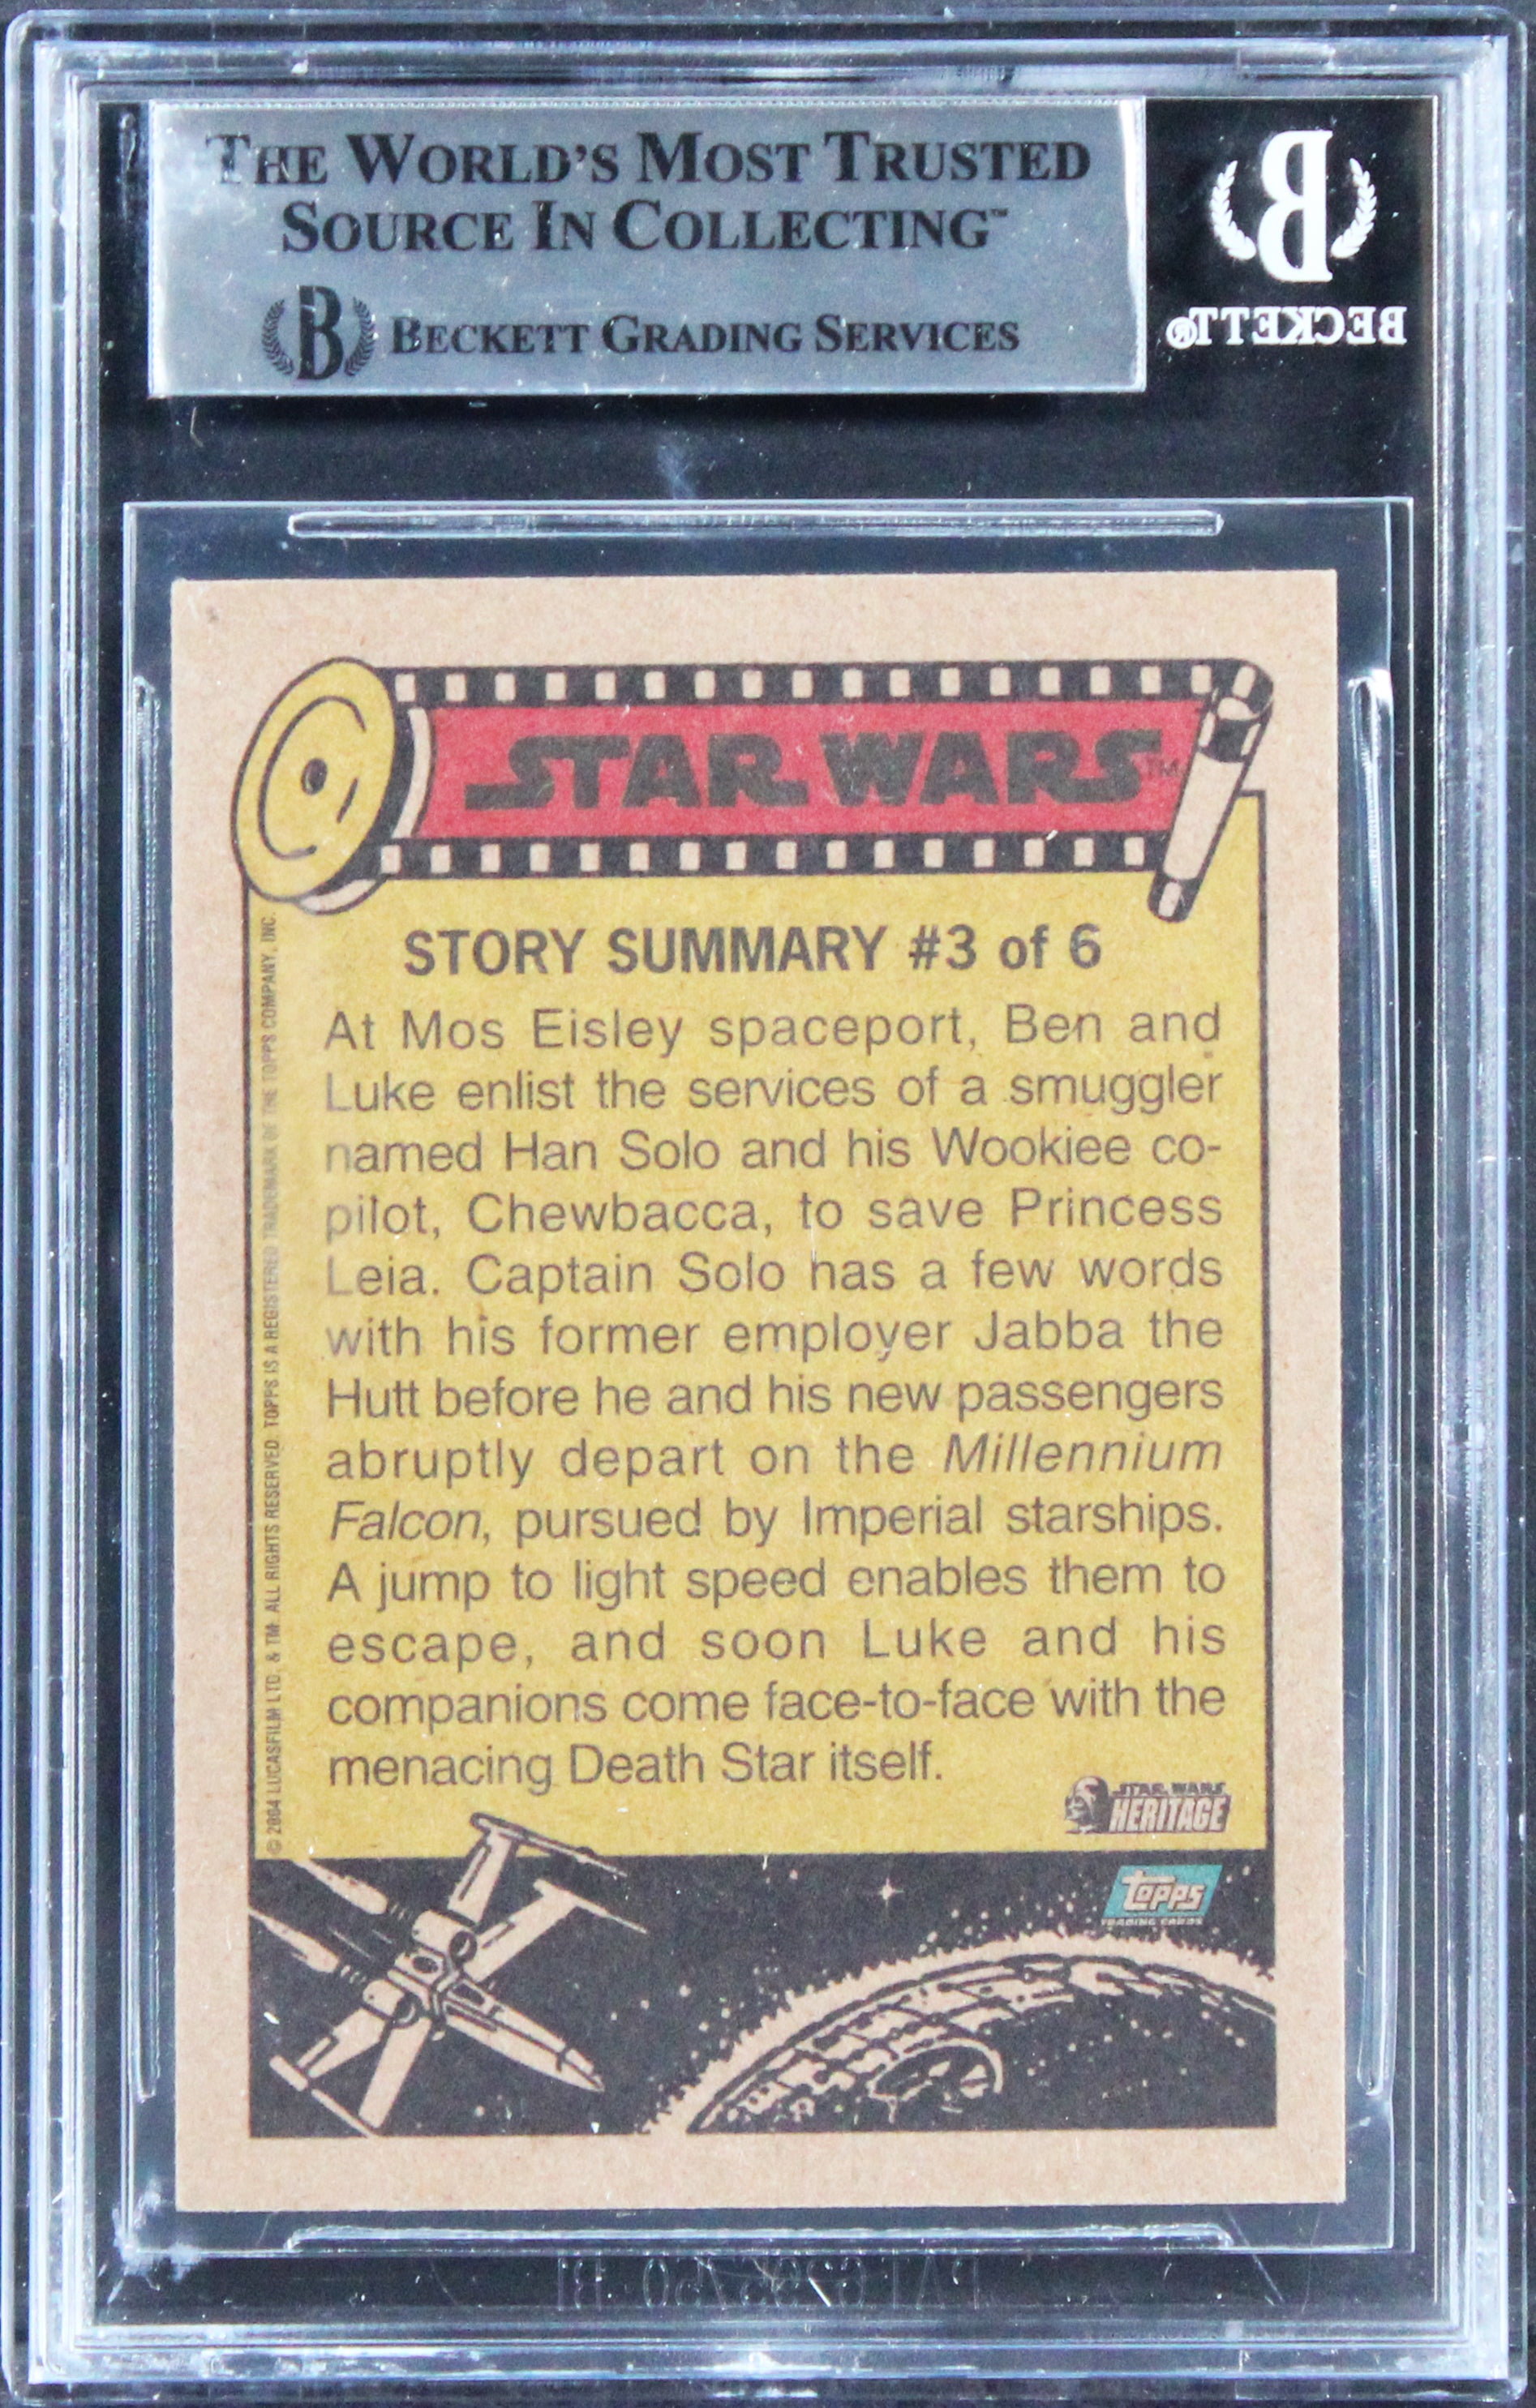 THE WORLD'S MOST TRUSTED
SOURCE IN COLLECTING™
B BECKETT GRADING SERVICES
B
BECKETT®
STAR WARS™
STORY SUMMARY #3 of 6
At Mos Eisley spaceport, Ben and
Luke enlist the services of a smuggler
named Han Solo and his Wookiee co-
pilot, Chewbacca, to save Princess
Leia. Captain Solo has a few words
with his former employer Jabba the
Hutt before he and his new passengers
abruptly depart on the Millennium
Falcon, pursued by Imperial starships.
A jump to light speed enables them to
escape, and soon Luke and his
companions come face-to-face with the
menacing Death Star itself.
© 2004 LUCASFILM LTD. & TM. ALL RIGHTS RESERVED. TOPPS IS A REGISTERED TRADEMARK OF THE TOPPS COMPANY, INC.
STAR WARS
HERITAGE
topps
TRADING CARDS